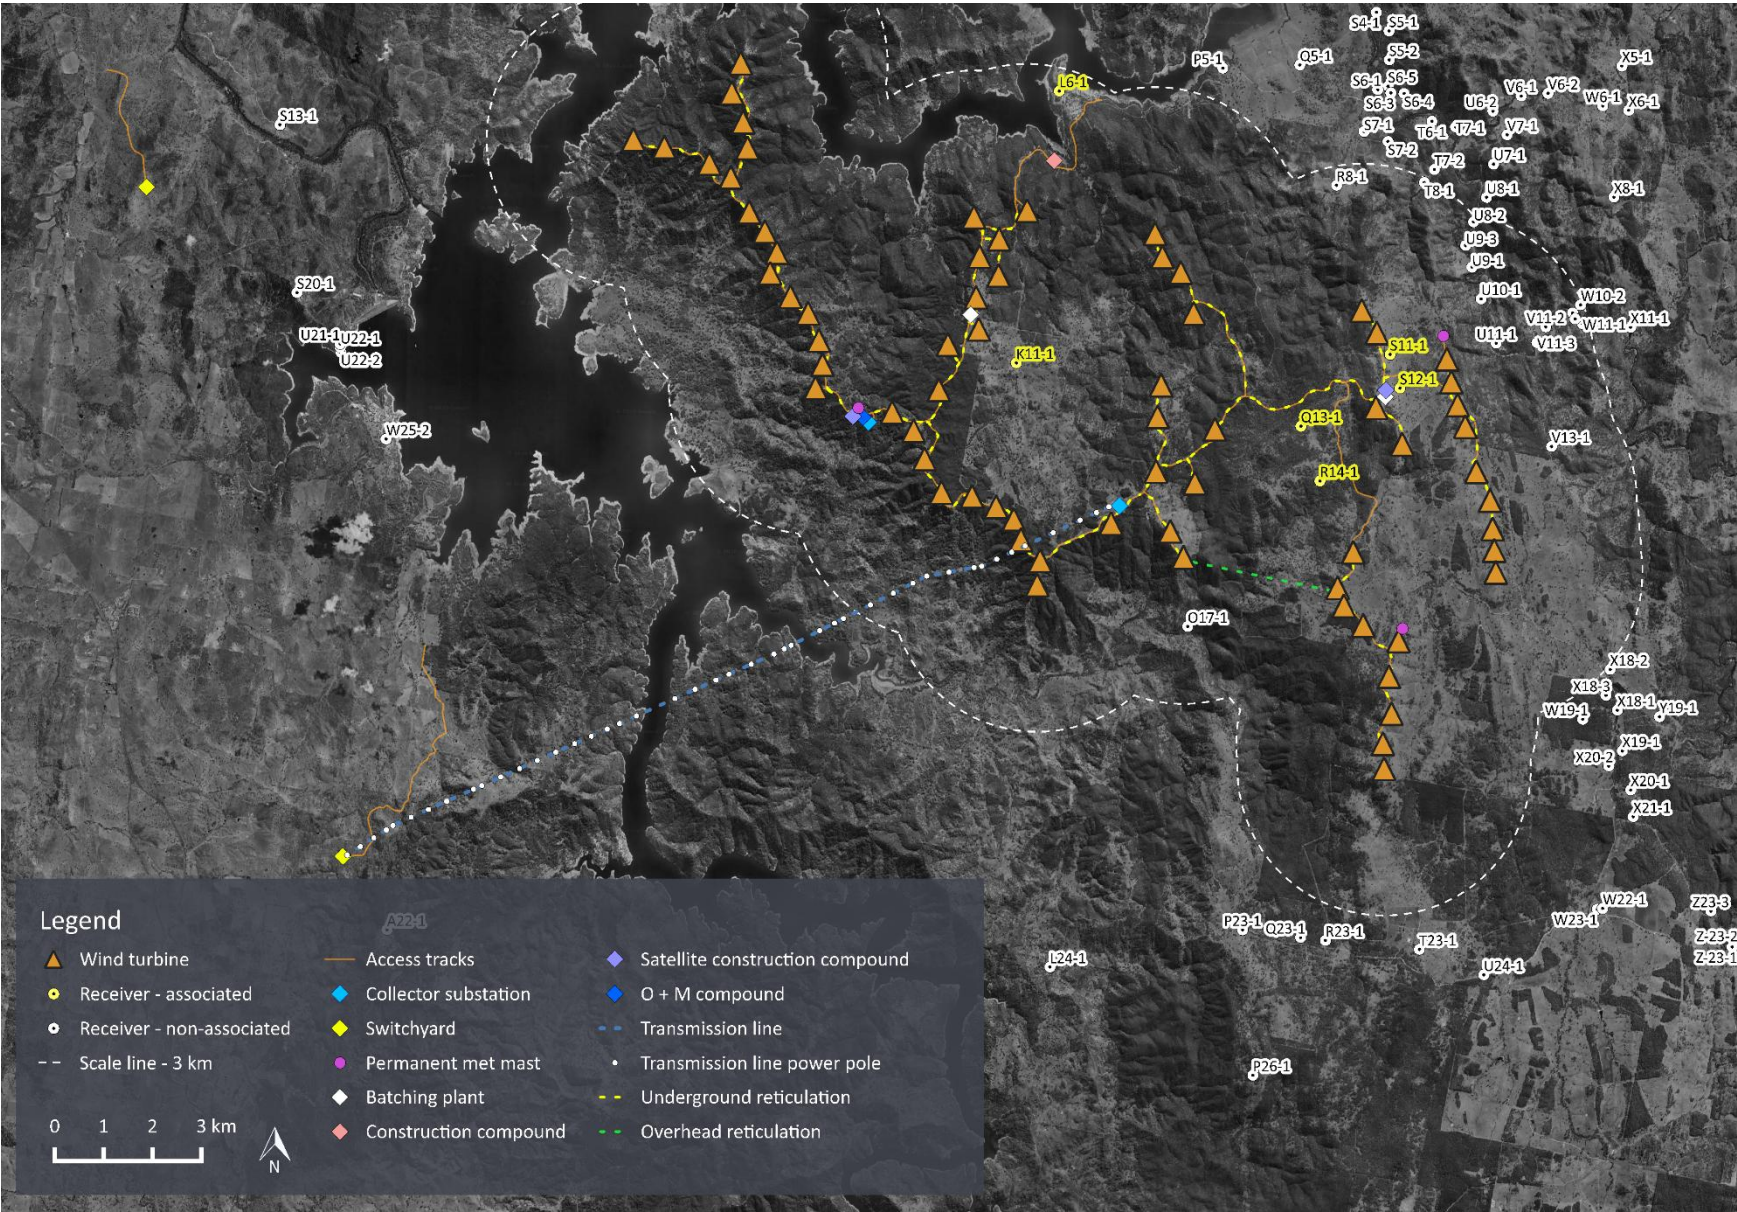 S4-1
S5-1
S5-2
P5-1
Q5-1
X5-1
L6-1
S6-1
S6-5
S6-3
S6-4
U6-2
V6-1
V6-2
W6-1
X6-1
S13-1
S7-1
T6-1
T7-1
V7-1
S7-2
T7-2
U7-1
R8-1
T8-1
U8-1
X8-1
U8-2
U9-3
U9-1
S20-1
U10-1
W10-2
V11-2
W11-1
X11-1
U21-1
U22-1
U22-2
U11-1
V11-3
K11-1
S11-1
S12-1
Q13-1
W25-2
V13-1
R14-1
O17-1
X18-2
X18-3
X18-1
W19-1
Y19-1
X19-1
X20-2
X20-1
X21-1
A22-1
W22-1
Z23-3
P23-1
Q23-1
R23-1
T23-1
W23-1
Z-23-2
Z-23-1
L24-1
U24-1
P26-1
Legend
Wind turbine
Receiver - associated
Receiver - non-associated
Scale line - 3 km
Access tracks
Collector substation
Switchyard
Permanent met mast
Batching plant
Construction compound
Satellite construction compound
O + M compound
Transmission line
Transmission line power pole
Underground reticulation
Overhead reticulation
0 1 2 3 km
N